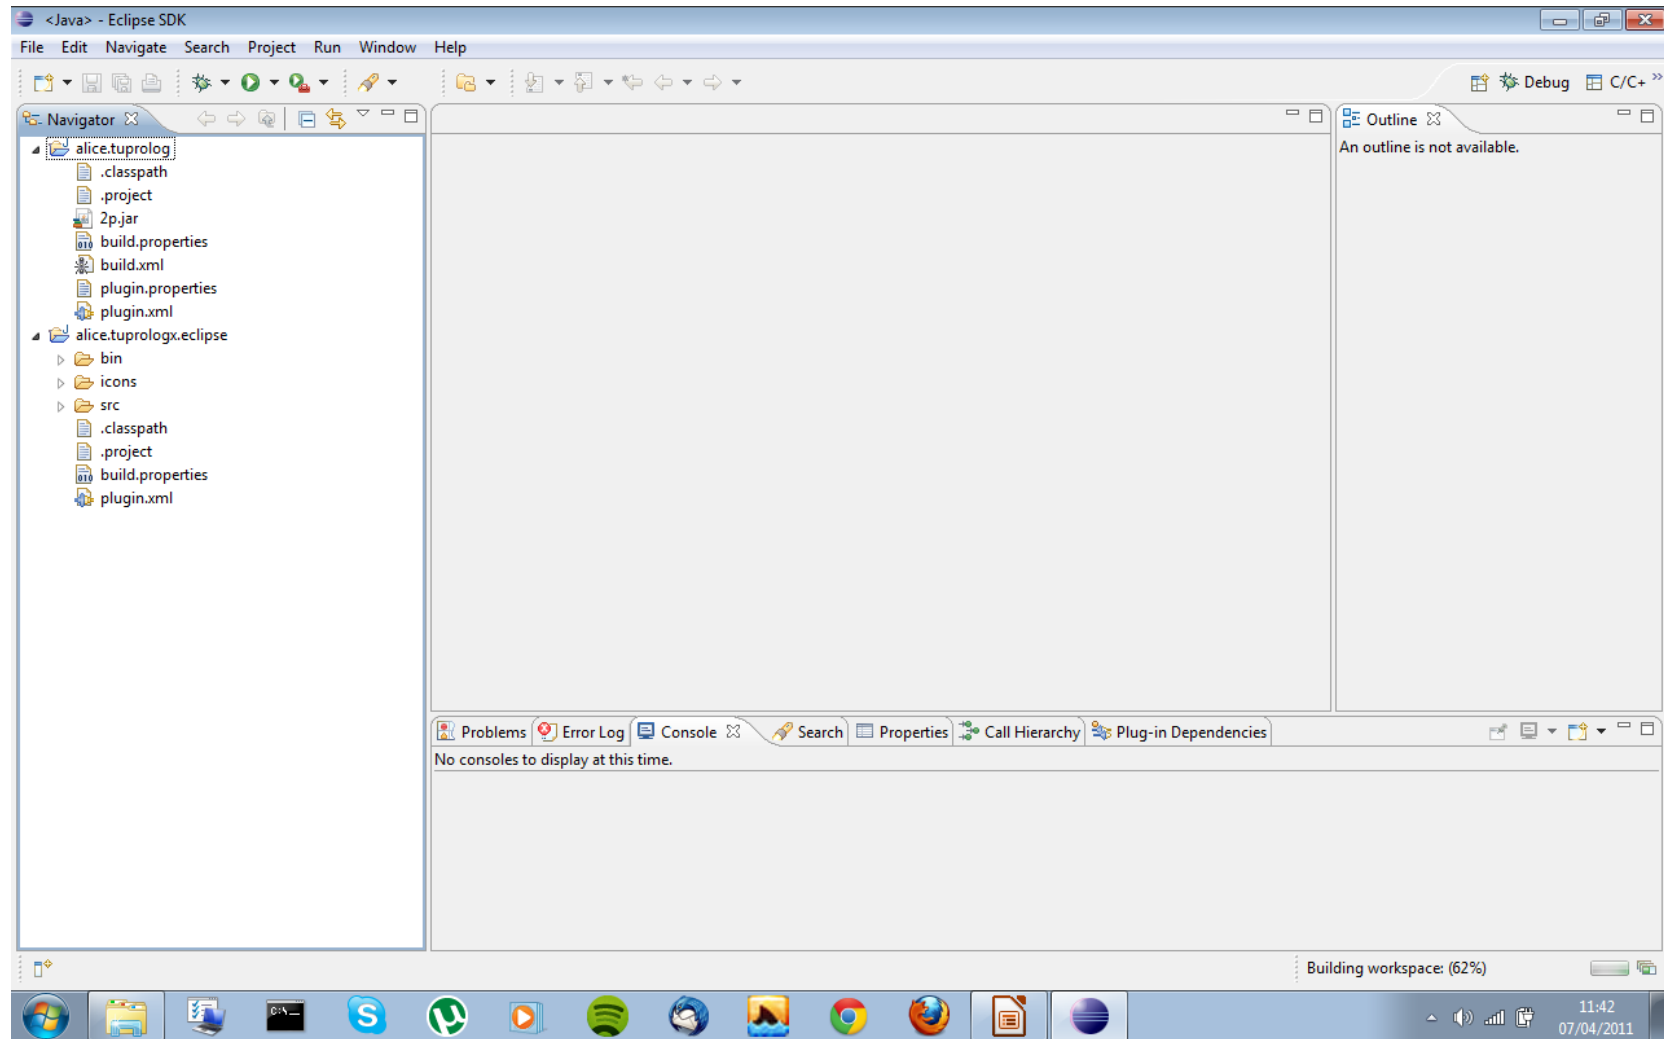 <Java> - Eclipse SDK
File Edit Navigate Search Project Run Window Help
Debug C/C+ »
Navigator
Outline
alice.tuprolog
An outline is not available.
.classpath
.project
2p.jar
build.properties
build.xml
plugin.properties
plugin.xml
alice.tuprologx.eclipse
bin
icons
src
.classpath
.project
build.properties
plugin.xml
Problems Error Log Console Search Properties Call Hierarchy Plug-in Dependencies
No consoles to display at this time.
Building workspace: (62%)
11:42
07/04/2011